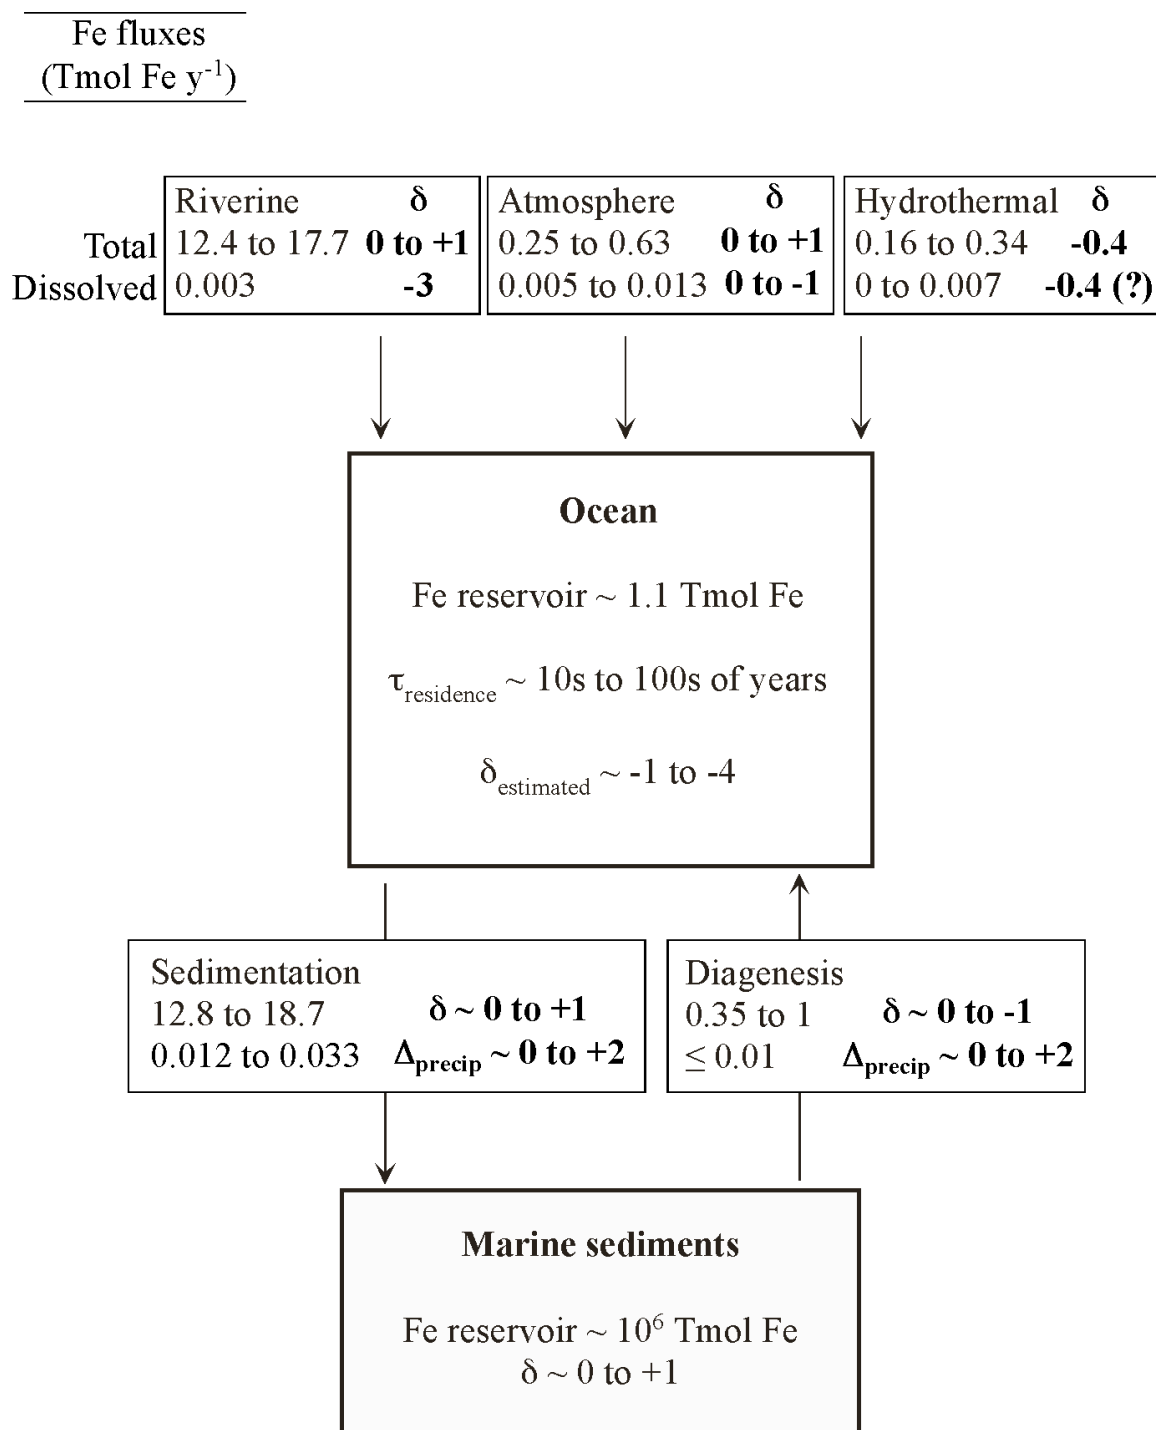 Fe fluxes
(Tmol Fe y⁻¹)
Riverine δ
Total 12.4 to 17.7 0 to +1
Dissolved 0.003 -3
Atmosphere δ
0.25 to 0.63 0 to +1
0.005 to 0.013 0 to -1
Hydrothermal δ
0.16 to 0.34 -0.4
0 to 0.007 -0.4 (?)
Ocean
Fe reservoir ~ 1.1 Tmol Fe
τresidence ~ 10s to 100s of years
δestimated ~ -1 to -4
Sedimentation
12.8 to 18.7 δ ~ 0 to +1
0.012 to 0.033 Δprecip ~ 0 to +2
Diagenesis
0.35 to 1 δ ~ 0 to -1
≤ 0.01 Δprecip ~ 0 to +2
Marine sediments
Fe reservoir ~ 10⁶ Tmol Fe
δ ~ 0 to +1